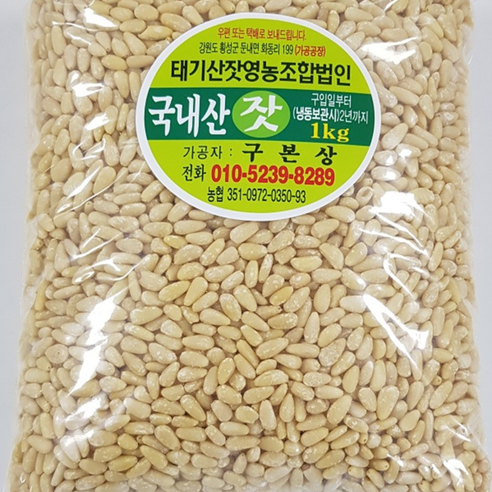 우편 또는 택배로 보내드립니다.
강원도 횡성군 둔내면 화동리 199 (가공공장)
태기산잣영농조합법인
국내산 잣
구입일부터
(냉동보관시)2년까지
1kg
가공자 : 구본상
전화 010-5239-8289
농협 351-0972-0350-93